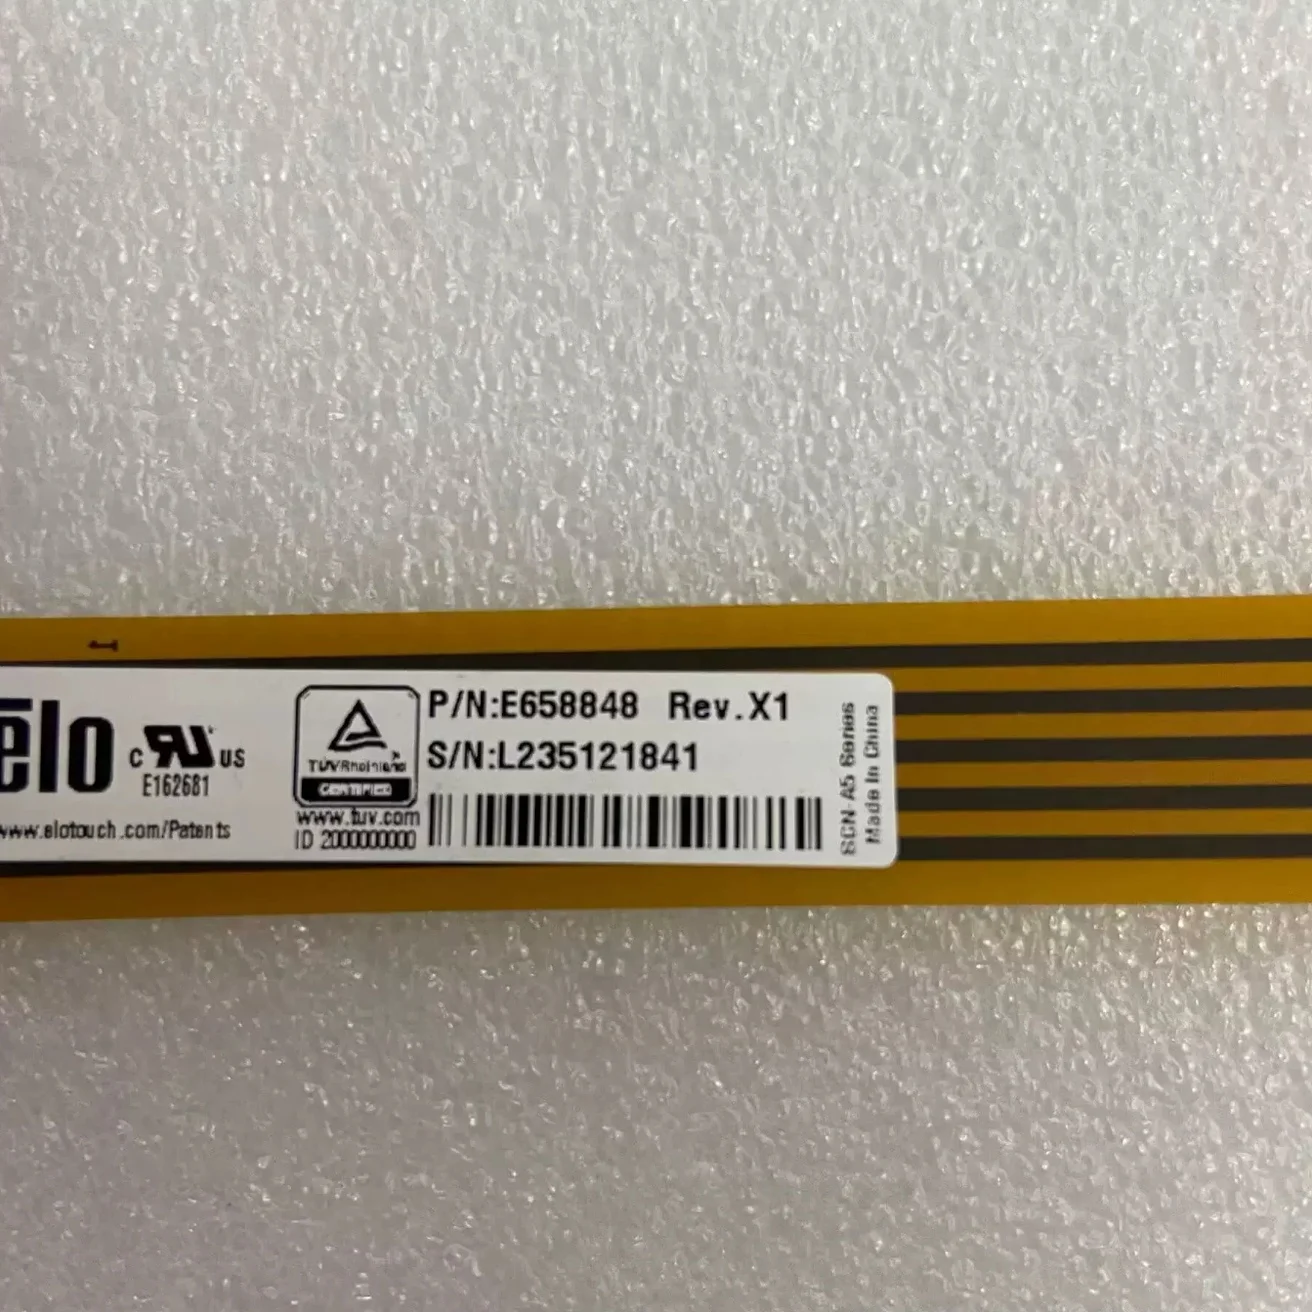 elo
c RU US
E162681
www.elotouch.com/Patents
TÜVRheinland
CERTIFIED
www.tuv.com
ID 2000000000
P/N:E658848 Rev.X1
S/N:L235121841
SCN-A5 Series
Made In China